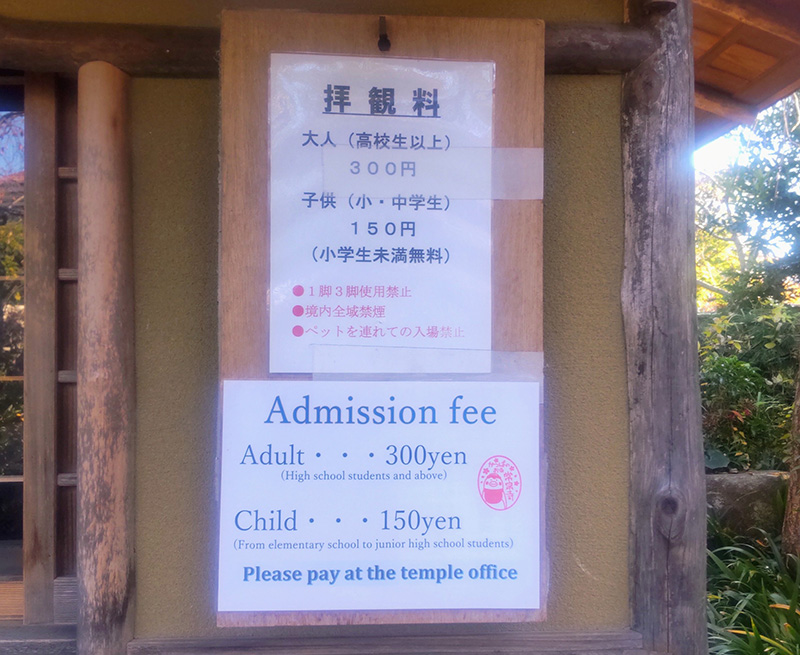 拝観料
大人（高校生以上）
３００円
子供（小・中学生）
１５０円
（小学生未満無料）
●１脚３脚使用禁止
●境内全域禁煙
●ペットを連れての入場禁止
Admission fee
Adult・・・300yen
(High school students and above)
Child・・・150yen
(From elementary school to junior high school students)
Please pay at the temple office